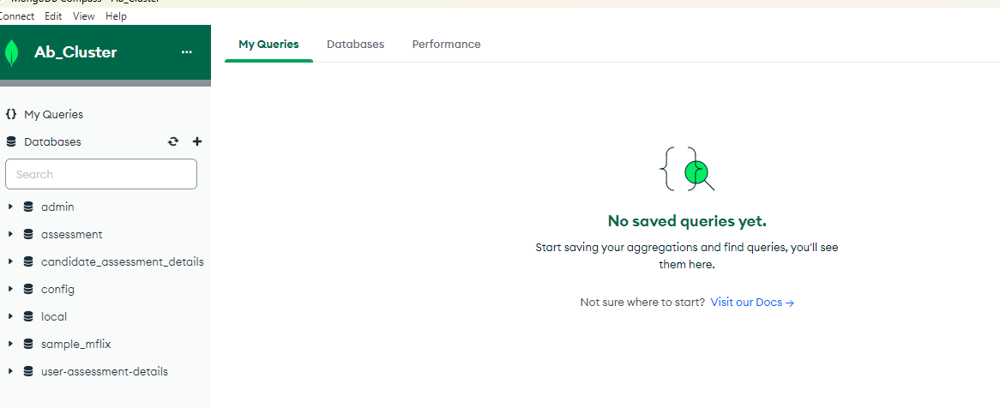 MongoDB Compass - Ab_Cluster
Connect Edit View Help
Ab_Cluster ...
My Queries Databases Performance
{} My Queries
Databases
Search
admin
assessment
candidate_assessment_details
config
local
sample_mflix
user-assessment-details
No saved queries yet.
Start saving your aggregations and find queries, you'll see
them here.
Not sure where to start? Visit our Docs →